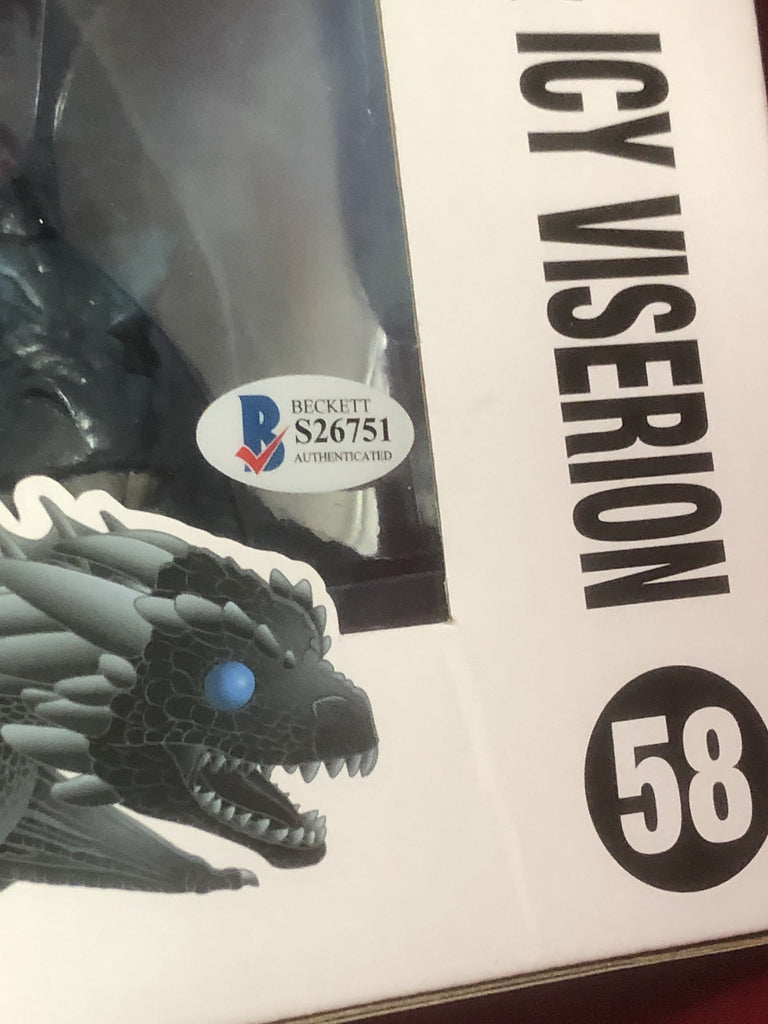 ICY VISERION
B
BECKETT
S26751
AUTHENTICATED
58